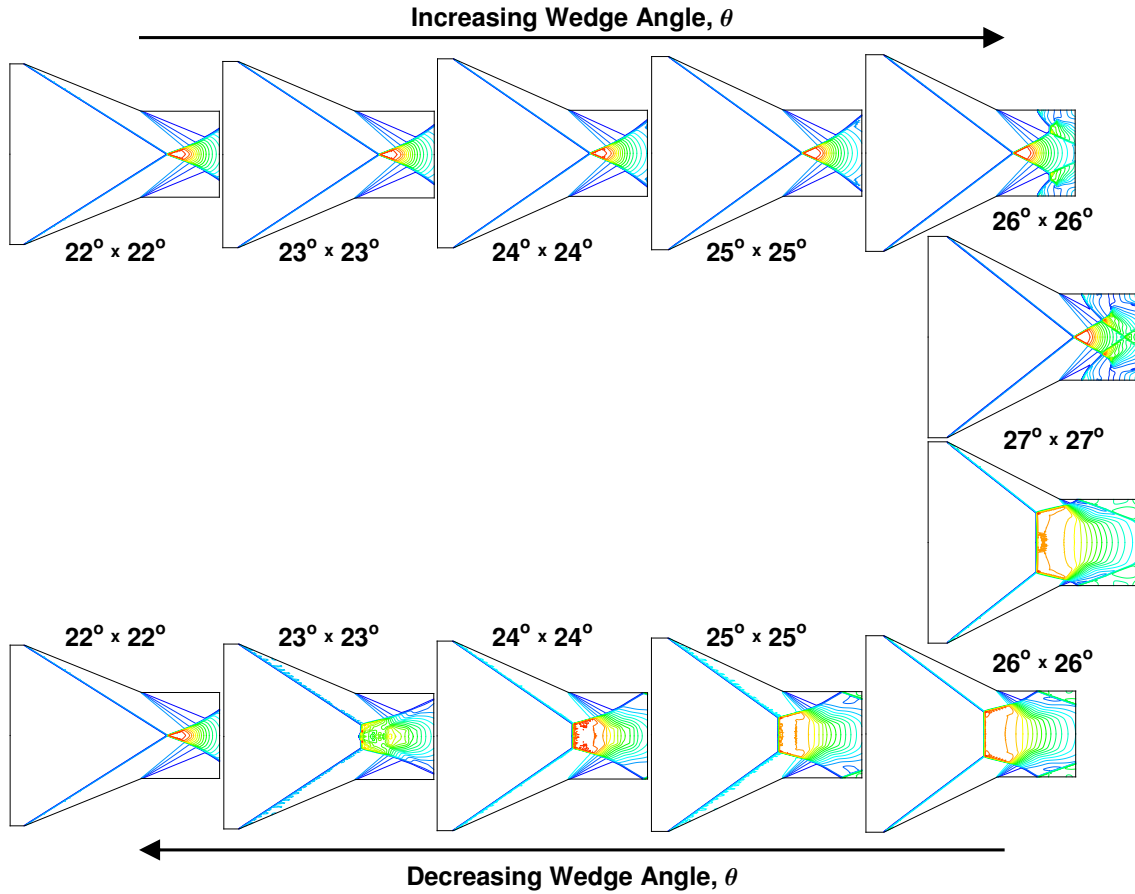 Increasing Wedge Angle, θ
22° x 22°
23° x 23°
24° x 24°
25° x 25°
26° x 26°
27° x 27°
22° x 22°
23° x 23°
24° x 24°
25° x 25°
26° x 26°
Decreasing Wedge Angle, θ